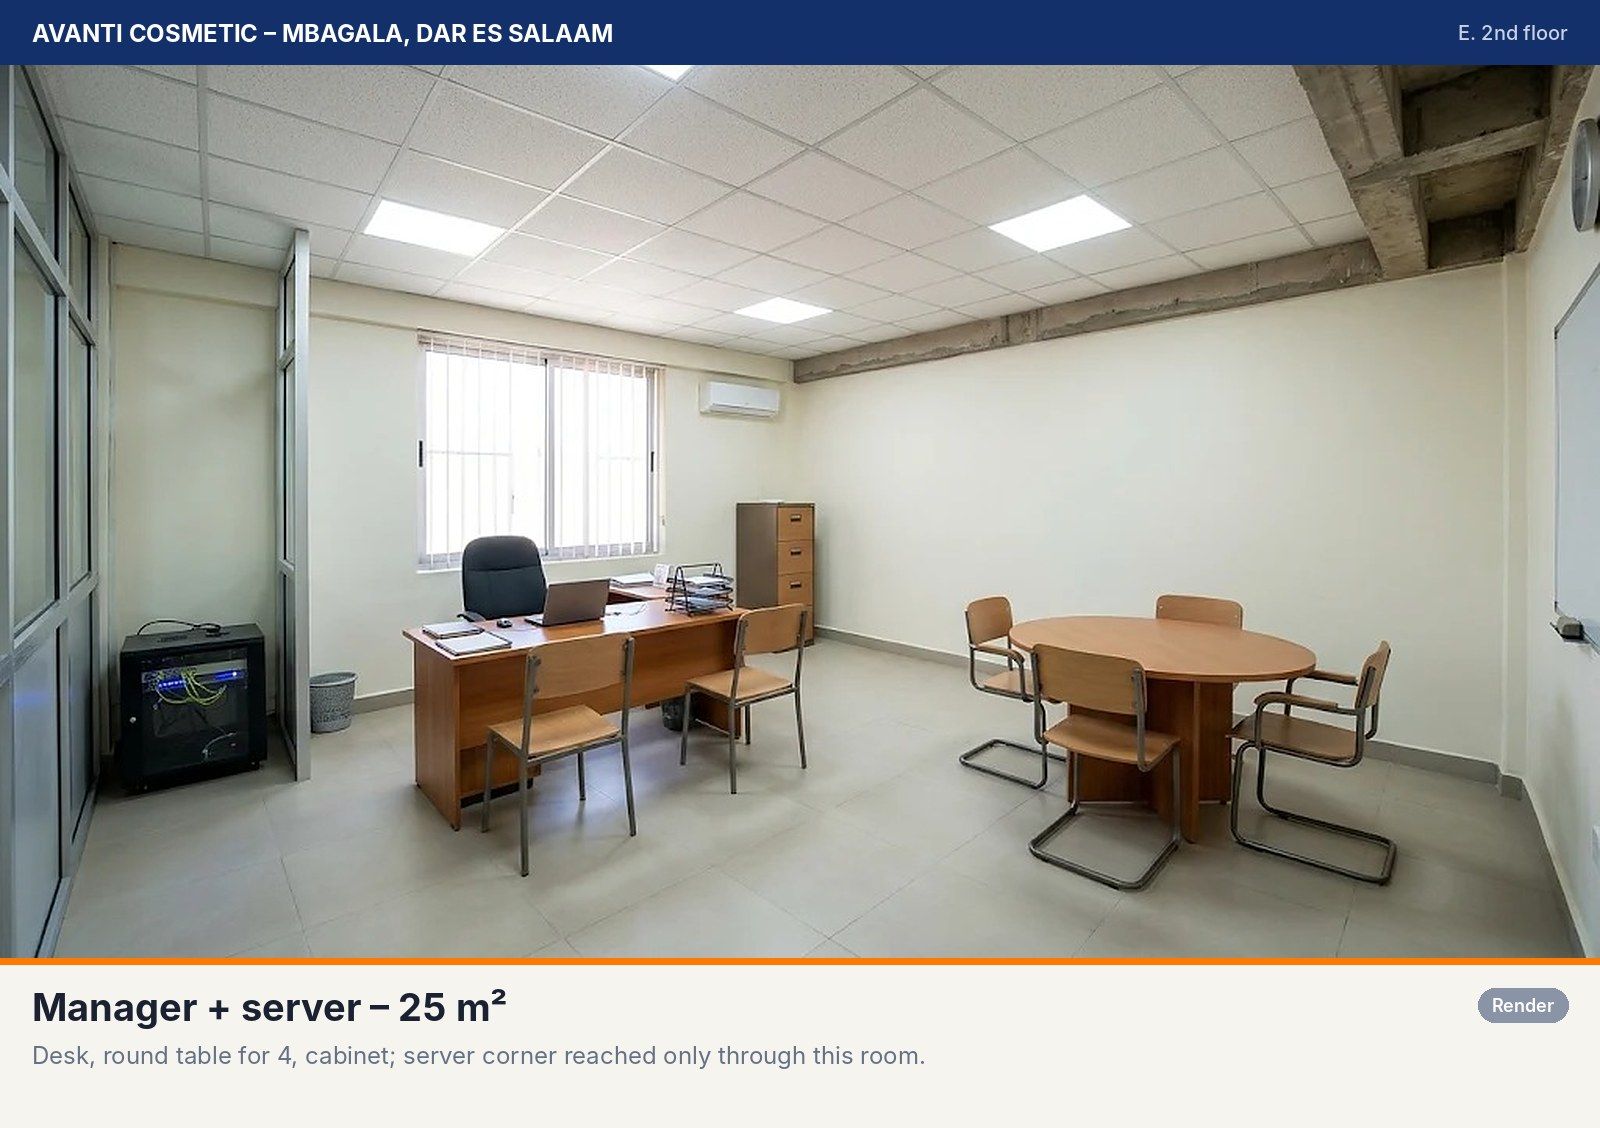 AVANTI COSMETIC – MBAGALA, DAR ES SALAAM
E. 2nd floor
Manager + server – 25 m²
Render
Desk, round table for 4, cabinet; server corner reached only through this room.